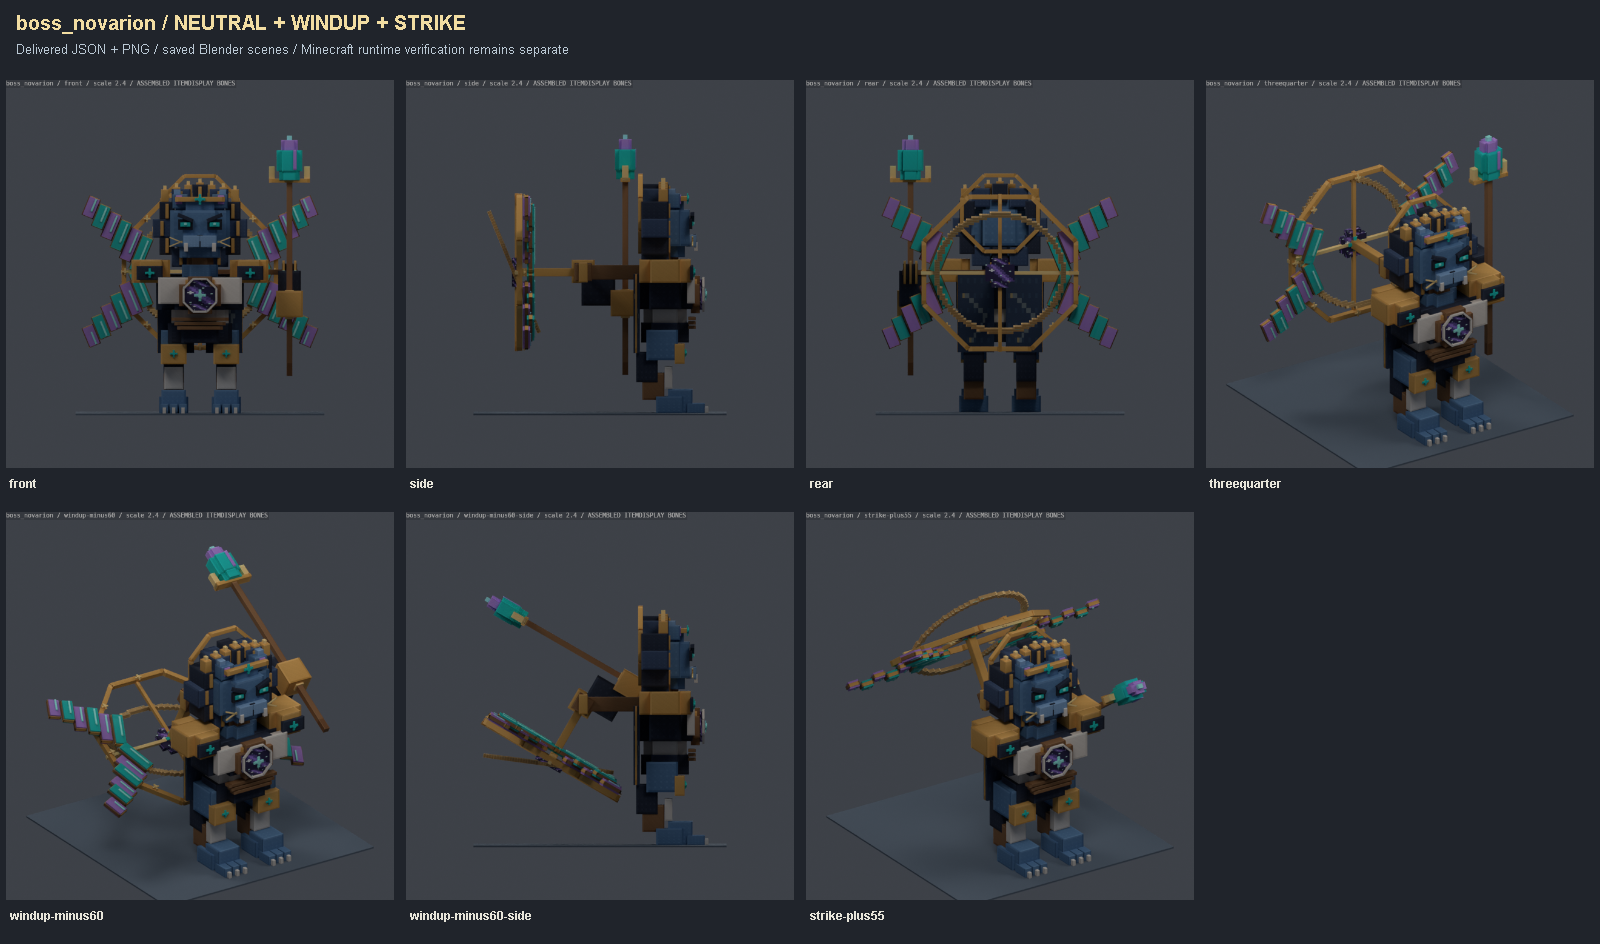 boss_novarion / NEUTRAL + WINDUP + STRIKE
Delivered JSON + PNG / saved Blender scenes / Minecraft runtime verification remains separate
boss_novarion / front / scale 2.4 / ASSEMBLED ITEMDISPLAY BONES
boss_novarion / side / scale 2.4 / ASSEMBLED ITEMDISPLAY BONES
boss_novarion / rear / scale 2.4 / ASSEMBLED ITEMDISPLAY BONES
boss_novarion / threequarter / scale 2.4 / ASSEMBLED ITEMDISPLAY BONES
front
side
rear
threequarter
boss_novarion / windup-minus60 / scale 2.4 / ASSEMBLED ITEMDISPLAY BONES
boss_novarion / windup-minus60-side / scale 2.4 / ASSEMBLED ITEMDISPLAY BONES
boss_novarion / strike-plus55 / scale 2.4 / ASSEMBLED ITEMDISPLAY BONES
windup-minus60
windup-minus60-side
strike-plus55